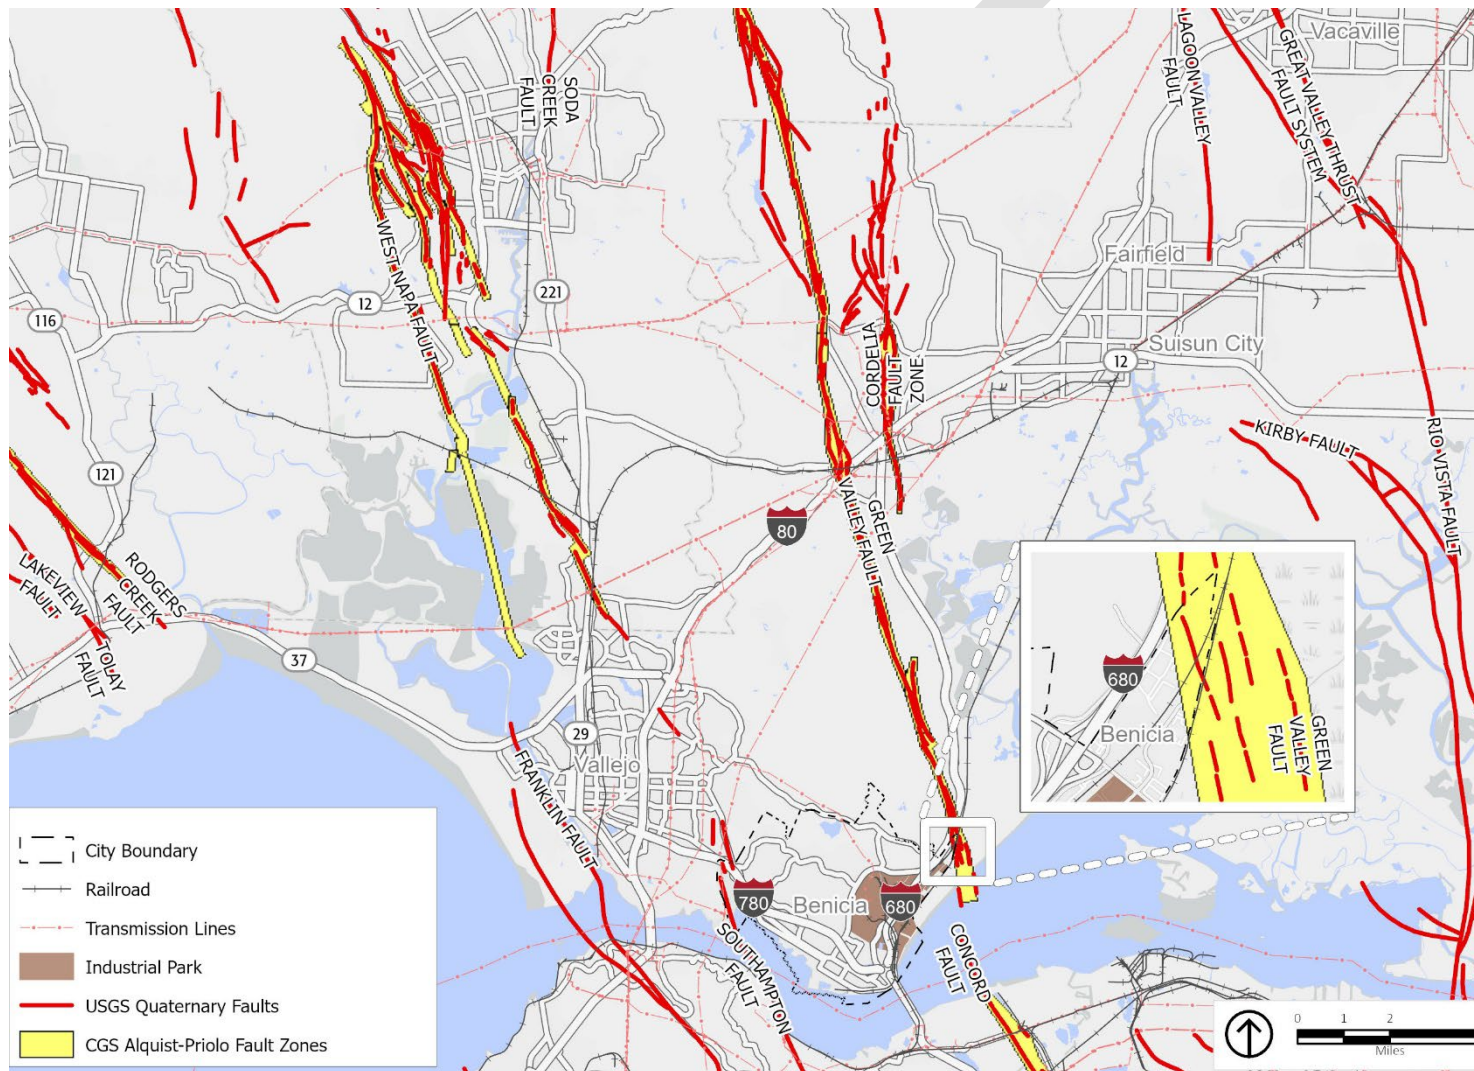 Vacaville
LAGOON VALLEY
FAULT
GREAT VALLEY THRUST
FAULT SYSTEM
SODA
CREEK
FAULT
WEST NAPA FAULT
221
12
116
Fairfield
Suisun City
12
CORDELIA
FAULT
ZONE
KIRBY FAULT
RIO VISTA FAULT
121
GREEN
VALLEY FAULT
80
RODGERS
CREEK
FAULT
LAKEVIEW
FAULT
TOLAY
FAULT
37
29
Vallejo
FRANKLIN FAULT
680
Benicia
GREEN
VALLEY
FAULT
780
Benicia
680
SOUTHAMPTON
FAULT
CONCORD
FAULT
City Boundary
Railroad
Transmission Lines
Industrial Park
USGS Quaternary Faults
CGS Alquist-Priolo Fault Zones
0 1 2
Miles